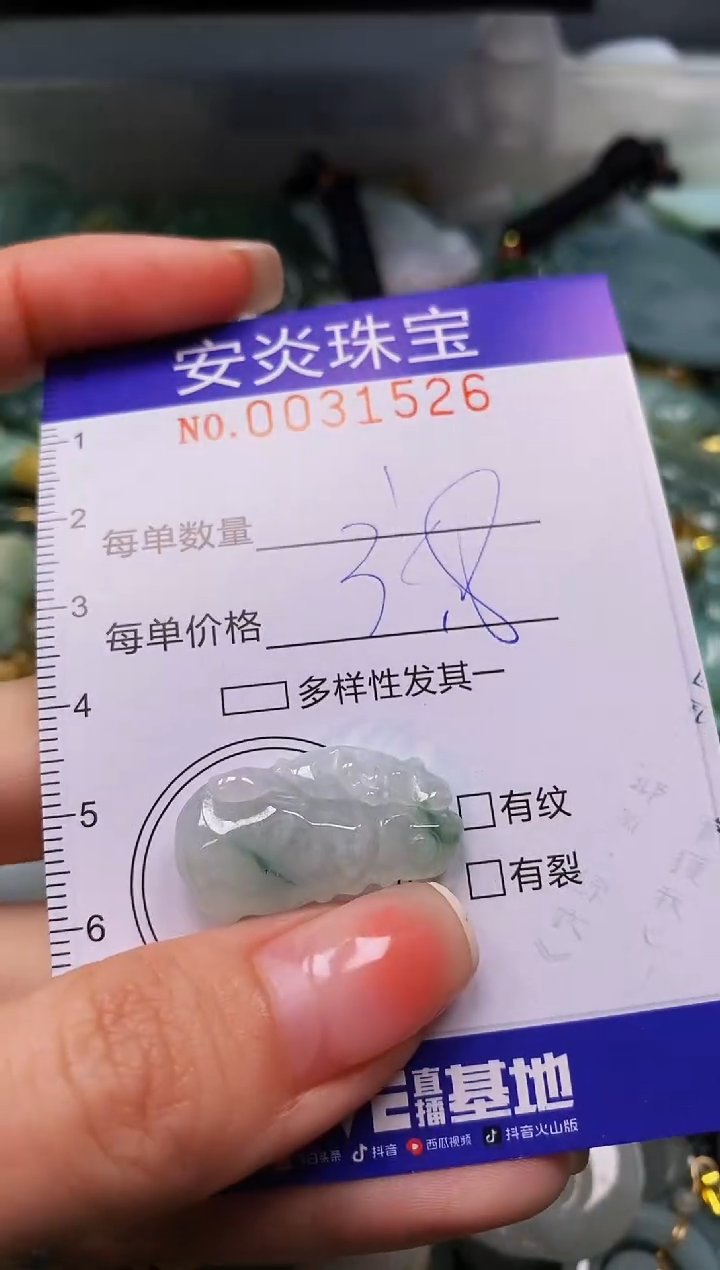 安炎珠宝
NO.0031526
1
2
每单数量
3
每单价格
4
多样性发其一
5
有纹
6
有裂
直播基地
抖音 西瓜视频 抖音火山版